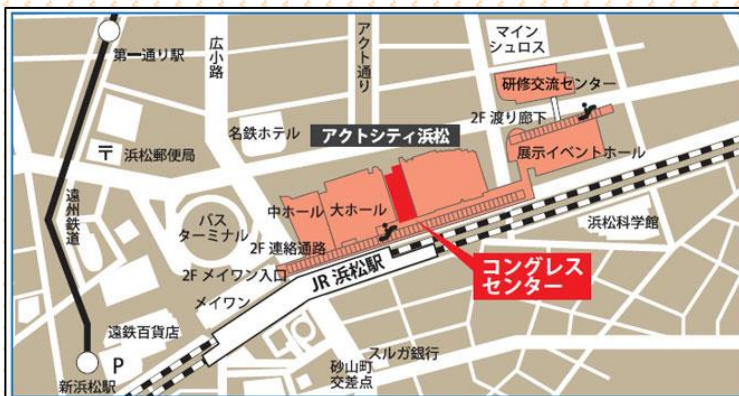 マイン
シュロス
第一通り駅
広小路
アクト通り
研修交流センター
2F 渡り廊下
名鉄ホテル
アクトシティ浜松
〒 浜松郵便局
展示イベントホール
遠州鉄道
バス
ターミナル
中ホール
大ホール
浜松科学館
2F 連絡通路
2F メイワン入口
JR 浜松駅
コングレス
センター
メイワン
遠鉄百貨店
P
新浜松駅
スルガ銀行
砂山町
交差点